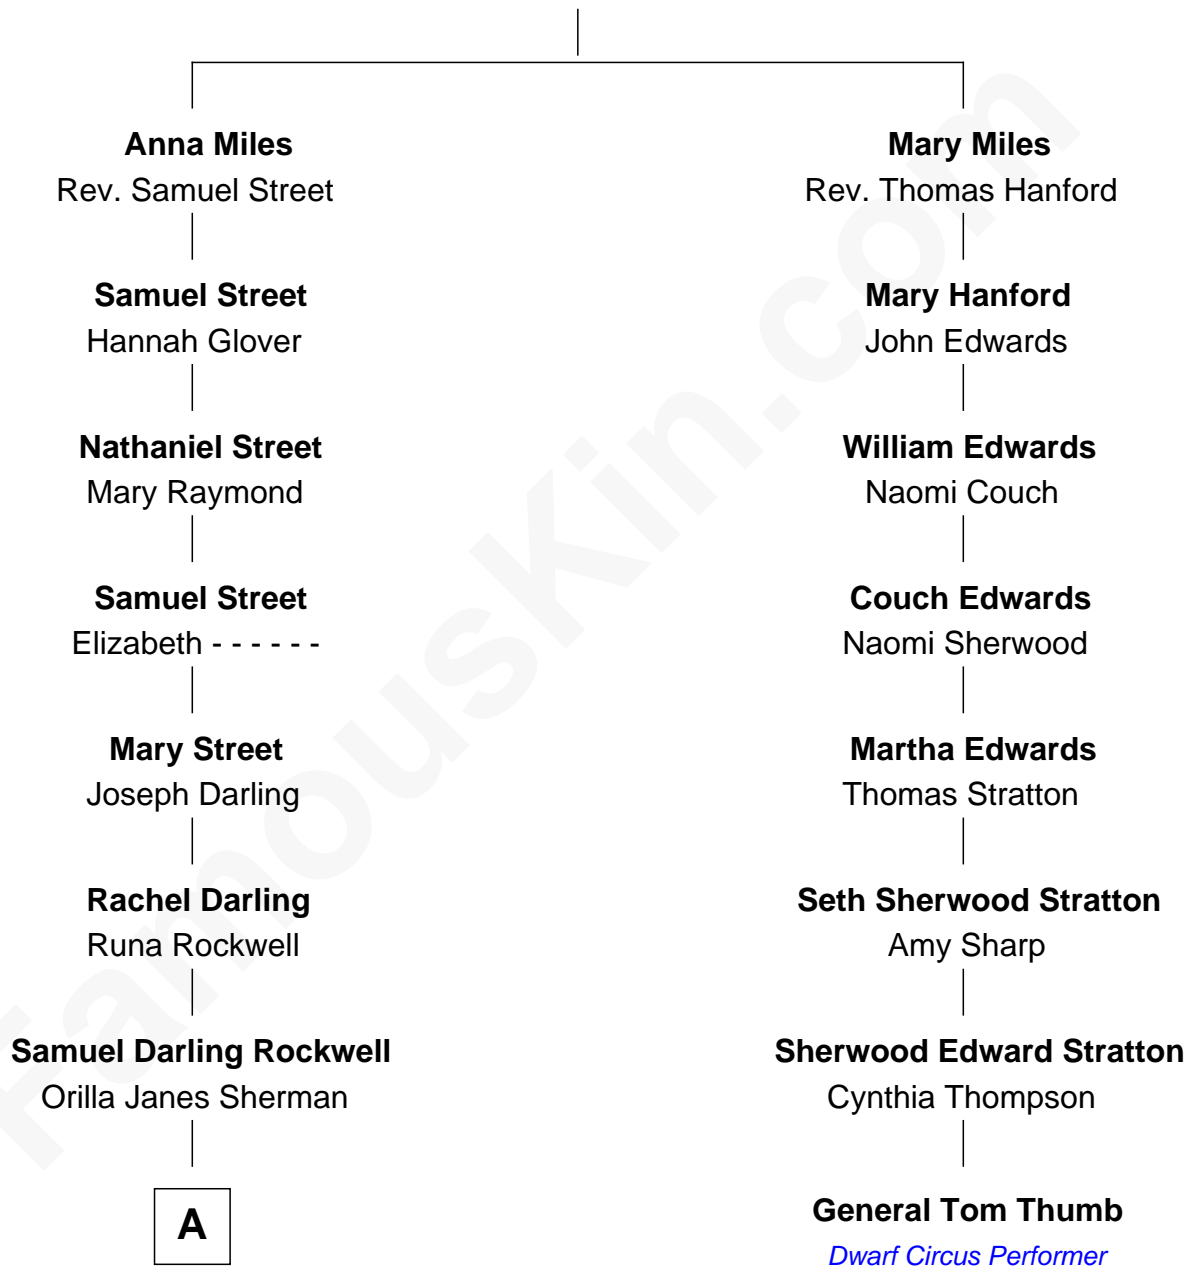 Anna Miles
Rev. Samuel Street
Samuel Street
Hannah Glover
Nathaniel Street
Mary Raymond
Samuel Street
Elizabeth - - - - - -
Mary Street
Joseph Darling
Rachel Darling
Runa Rockwell
Samuel Darling Rockwell
Orilla Janes Sherman
A
Mary Miles
Rev. Thomas Hanford
Mary Hanford
John Edwards
William Edwards
Naomi Couch
Couch Edwards
Naomi Sherwood
Martha Edwards
Thomas Stratton
Seth Sherwood Stratton
Amy Sharp
Sherwood Edward Stratton
Cynthia Thompson
General Tom Thumb
Dwarf Circus Performer
FamousKin.com